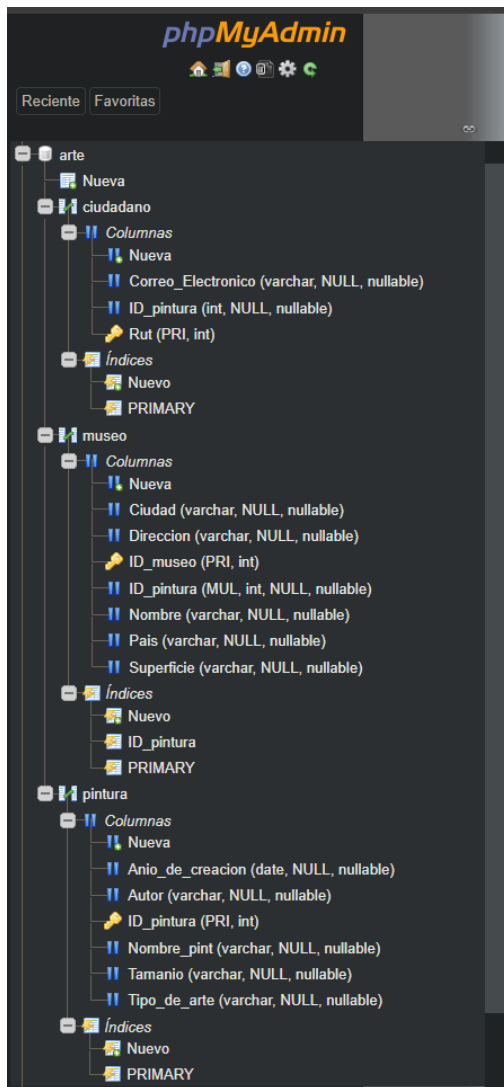 phpMyAdmin
Reciente Favoritas
arte
Nueva
ciudadano
Columnas
Nueva
Correo_Electronico (varchar, NULL, nullable)
ID_pintura (int, NULL, nullable)
Rut (PRI, int)
Índices
Nuevo
PRIMARY
museo
Columnas
Nueva
Ciudad (varchar, NULL, nullable)
Direccion (varchar, NULL, nullable)
ID_museo (PRI, int)
ID_pintura (MUL, int, NULL, nullable)
Nombre (varchar, NULL, nullable)
Pais (varchar, NULL, nullable)
Superficie (varchar, NULL, nullable)
Índices
Nuevo
ID_pintura
PRIMARY
pintura
Columnas
Nueva
Anio_de_creacion (date, NULL, nullable)
Autor (varchar, NULL, nullable)
ID_pintura (PRI, int)
Nombre_pint (varchar, NULL, nullable)
Tamanio (varchar, NULL, nullable)
Tipo_de_arte (varchar, NULL, nullable)
Índices
Nuevo
PRIMARY